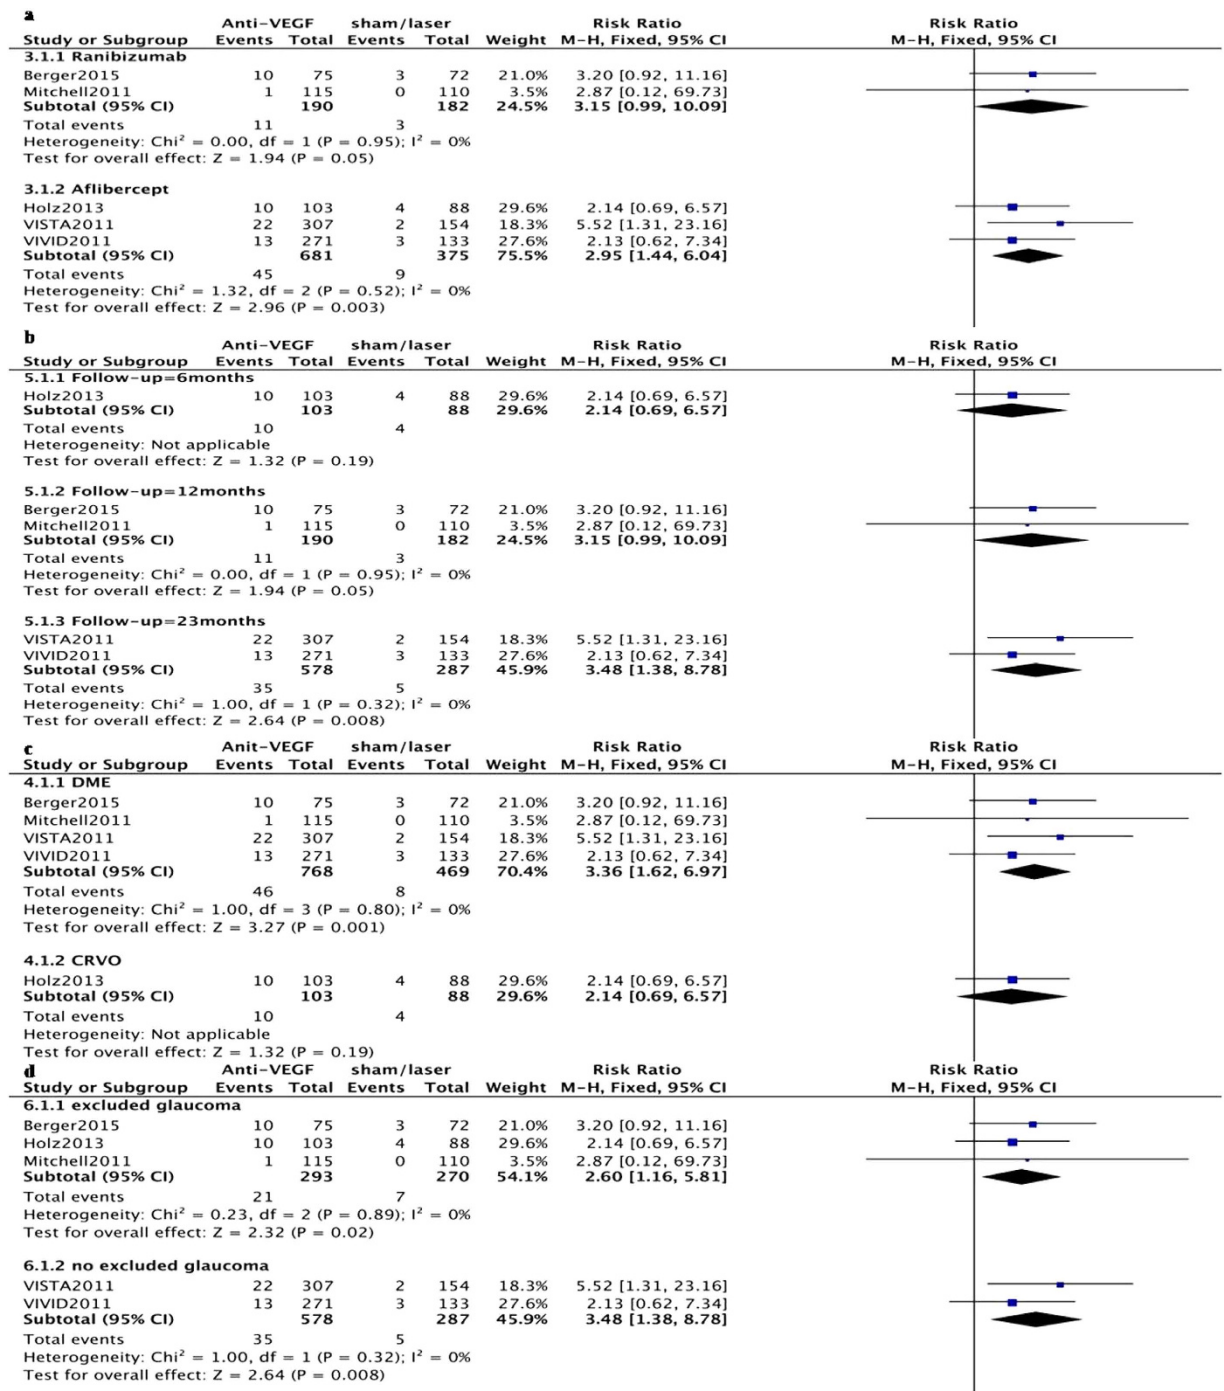 a
Anti-VEGF sham/laser Risk Ratio Risk Ratio
Study or Subgroup Events Total Events Total Weight M-H, Fixed, 95% CI M-H, Fixed, 95% CI
3.1.1 Ranibizumab
Berger2015 10 75 3 72 21.0% 3.20 [0.92, 11.16]
Mitchell2011 1 115 0 110 3.5% 2.87 [0.12, 69.73]
Subtotal (95% CI) 190 182 24.5% 3.15 [0.99, 10.09]
Total events 11 3
Heterogeneity: Chi² = 0.00, df = 1 (P = 0.95); I² = 0%
Test for overall effect: Z = 1.94 (P = 0.05)
3.1.2 Aflibercept
Holz2013 10 103 4 88 29.6% 2.14 [0.69, 6.57]
VISTA2011 22 307 2 154 18.3% 5.52 [1.31, 23.16]
VIVID2011 13 271 3 133 27.6% 2.13 [0.62, 7.34]
Subtotal (95% CI) 681 375 75.5% 2.95 [1.44, 6.04]
Total events 45 9
Heterogeneity: Chi² = 1.32, df = 2 (P = 0.52); I² = 0%
Test for overall effect: Z = 2.96 (P = 0.003)
b
Anti-VEGF sham/laser Risk Ratio Risk Ratio
Study or Subgroup Events Total Events Total Weight M-H, Fixed, 95% CI M-H, Fixed, 95% CI
5.1.1 Follow-up=6months
Holz2013 10 103 4 88 29.6% 2.14 [0.69, 6.57]
Subtotal (95% CI) 103 88 29.6% 2.14 [0.69, 6.57]
Total events 10 4
Heterogeneity: Not applicable
Test for overall effect: Z = 1.32 (P = 0.19)
5.1.2 Follow-up=12months
Berger2015 10 75 3 72 21.0% 3.20 [0.92, 11.16]
Mitchell2011 1 115 0 110 3.5% 2.87 [0.12, 69.73]
Subtotal (95% CI) 190 182 24.5% 3.15 [0.99, 10.09]
Total events 11 3
Heterogeneity: Chi² = 0.00, df = 1 (P = 0.95); I² = 0%
Test for overall effect: Z = 1.94 (P = 0.05)
5.1.3 Follow-up=23months
VISTA2011 22 307 2 154 18.3% 5.52 [1.31, 23.16]
VIVID2011 13 271 3 133 27.6% 2.13 [0.62, 7.34]
Subtotal (95% CI) 578 287 45.9% 3.48 [1.38, 8.78]
Total events 35 5
Heterogeneity: Chi² = 1.00, df = 1 (P = 0.32); I² = 0%
Test for overall effect: Z = 2.64 (P = 0.008)
c
Anit-VEGF sham/laser Risk Ratio Risk Ratio
Study or Subgroup Events Total Events Total Weight M-H, Fixed, 95% CI M-H, Fixed, 95% CI
4.1.1 DME
Berger2015 10 75 3 72 21.0% 3.20 [0.92, 11.16]
Mitchell2011 1 115 0 110 3.5% 2.87 [0.12, 69.73]
VISTA2011 22 307 2 154 18.3% 5.52 [1.31, 23.16]
VIVID2011 13 271 3 133 27.6% 2.13 [0.62, 7.34]
Subtotal (95% CI) 768 469 70.4% 3.36 [1.62, 6.97]
Total events 46 8
Heterogeneity: Chi² = 1.00, df = 3 (P = 0.80); I² = 0%
Test for overall effect: Z = 3.27 (P = 0.001)
4.1.2 CRVO
Holz2013 10 103 4 88 29.6% 2.14 [0.69, 6.57]
Subtotal (95% CI) 103 88 29.6% 2.14 [0.69, 6.57]
Total events 10 4
Heterogeneity: Not applicable
Test for overall effect: Z = 1.32 (P = 0.19)
d
Anti-VEGF sham/laser Risk Ratio Risk Ratio
Study or Subgroup Events Total Events Total Weight M-H, Fixed, 95% CI M-H, Fixed, 95% CI
6.1.1 excluded glaucoma
Berger2015 10 75 3 72 21.0% 3.20 [0.92, 11.16]
Holz2013 10 103 4 88 29.6% 2.14 [0.69, 6.57]
Mitchell2011 1 115 0 110 3.5% 2.87 [0.12, 69.73]
Subtotal (95% CI) 293 270 54.1% 2.60 [1.16, 5.81]
Total events 21 7
Heterogeneity: Chi² = 0.23, df = 2 (P = 0.89); I² = 0%
Test for overall effect: Z = 2.32 (P = 0.02)
6.1.2 no excluded glaucoma
VISTA2011 22 307 2 154 18.3% 5.52 [1.31, 23.16]
VIVID2011 13 271 3 133 27.6% 2.13 [0.62, 7.34]
Subtotal (95% CI) 578 287 45.9% 3.48 [1.38, 8.78]
Total events 35 5
Heterogeneity: Chi² = 1.00, df = 1 (P = 0.32); I² = 0%
Test for overall effect: Z = 2.64 (P = 0.008)